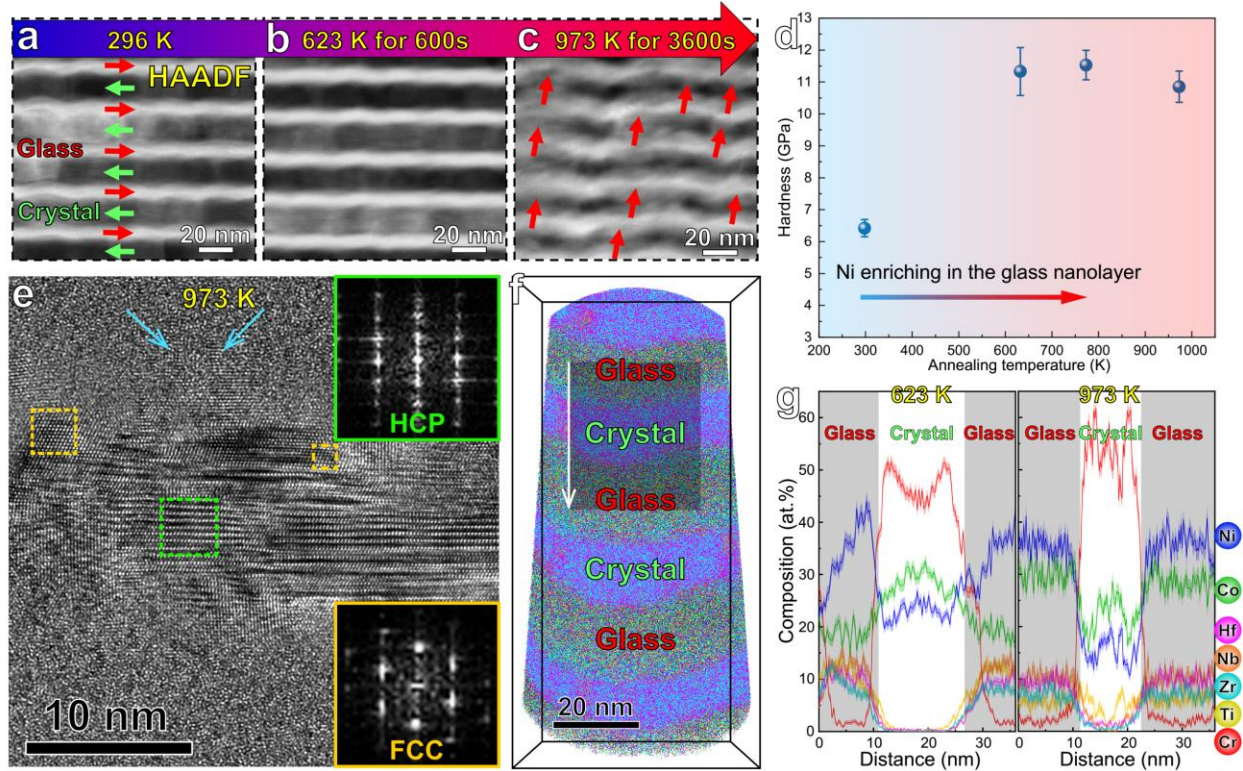 a
296 K
HAADF
Glass
Crystal
20 nm
b
623 K for 600s
20 nm
c
973 K for 3600s
20 nm
d
13
12
11
10
9
8
7
6
5
4
3
Hardness (GPa)
Ni enriching in the glass nanolayer
200 300 400 500 600 700 800 900 1000
Annealing temperature (K)
e
973 K
HCP
FCC
10 nm
f
Glass
Crystal
Glass
Crystal
Glass
20 nm
g
623 K
973 K
Glass Crystal Glass
Glass Crystal Glass
60
50
40
30
20
10
0
Composition (at.%)
0 10 20 30
0 10 20 30
Distance (nm)
Distance (nm)
Ni
Co
Hf
Nb
Zr
Ti
Cr